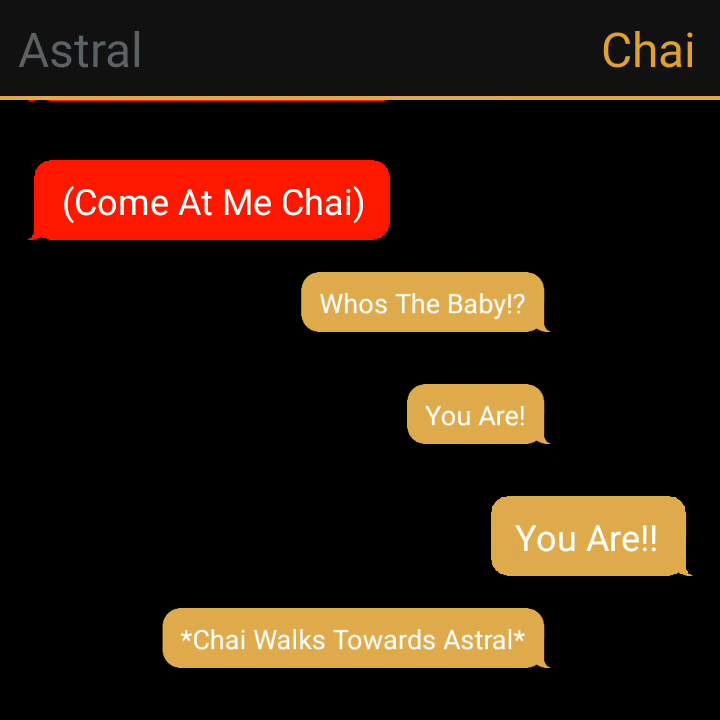 Astral
Chai
(Come At Me Chai)
Whos The Baby!?
You Are!
You Are!!
*Chai Walks Towards Astral*